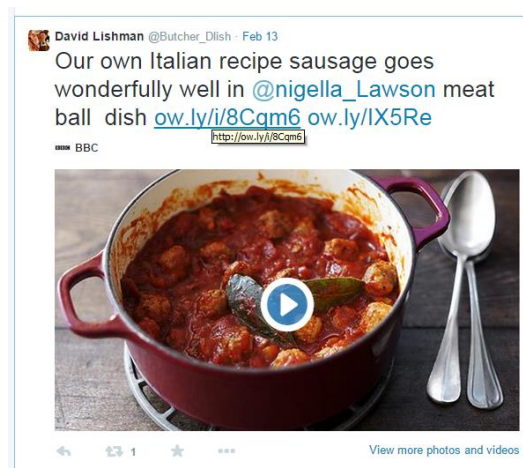 David Lishman @Butcher_Dlish · Feb 13
Our own Italian recipe sausage goes
wonderfully well in @nigella_Lawson meat
ball dish ow.ly/i/8Cqm6 ow.ly/IX5Re
http://ow.ly/i/8Cqm6
BBC BBC
1
View more photos and videos